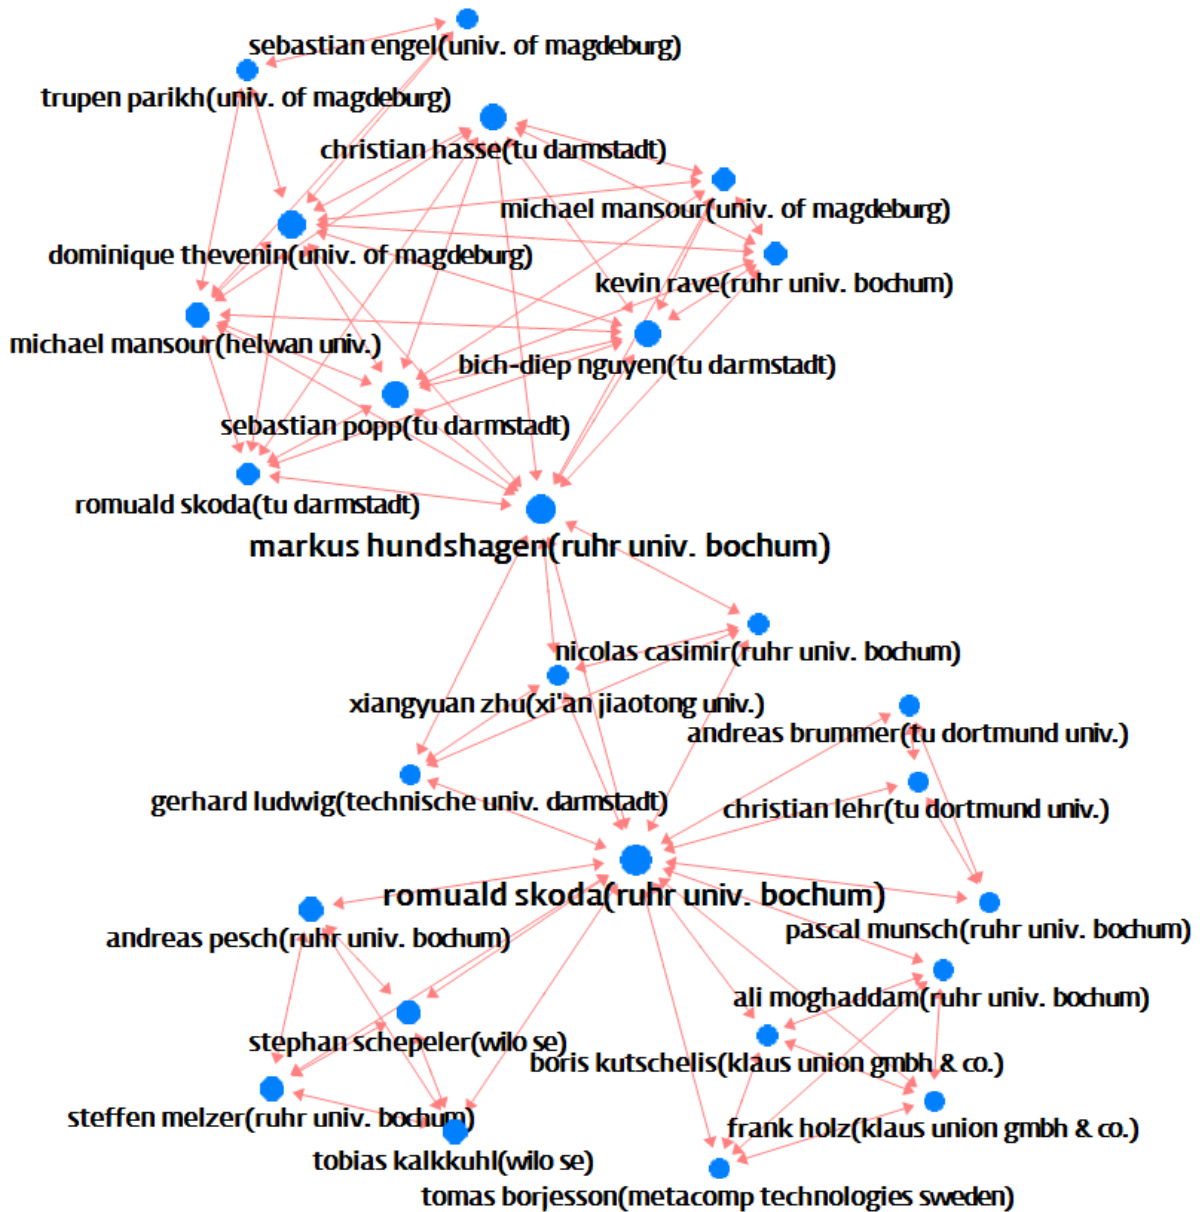 sebastian engel(univ. of magdeburg)
trupen parikh(univ. of magdeburg)
christian hasse(tu darmstadt)
michael mansour(univ. of magdeburg)
dominique thevenin(univ. of magdeburg)
kevin rave(ruhr univ. bochum)
michael mansour(helwan univ.)
bich-diep nguyen(tu darmstadt)
sebastian popp(tu darmstadt)
romuald skoda(tu darmstadt)
markus hundshagen(ruhr univ. bochum)
nicolas casimir(ruhr univ. bochum)
xiangyuan zhu(xi'an jiaotong univ.)
andreas brummer(tu dortmund univ.)
gerhard ludwig(technische univ. darmstadt)
christian lehr(tu dortmund univ.)
romuald skoda(ruhr univ. bochum)
pascal munsch(ruhr univ. bochum)
andreas pesch(ruhr univ. bochum)
ali moghaddam(ruhr univ. bochum)
stephan schepeler(wilo se)
boris kutschelis(klaus union gmbh & co.)
steffen melzer(ruhr univ. bochum)
frank holz(klaus union gmbh & co.)
tobias kalkkuhl(wilo se)
tomas borjesson(metacomp technologies sweden)